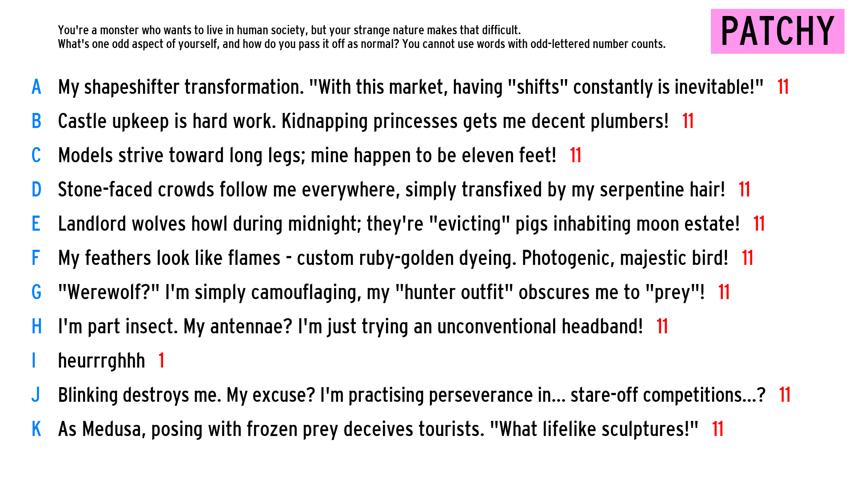 You're a monster who wants to live in human society, but your strange nature makes that difficult.
What's one odd aspect of yourself, and how do you pass it off as normal? You cannot use words with odd-lettered number counts.
PATCHY
A My shapeshifter transformation. "With this market, having "shifts" constantly is inevitable!" 11
B Castle upkeep is hard work. Kidnapping princesses gets me decent plumbers! 11
C Models strive toward long legs; mine happen to be eleven feet! 11
D Stone-faced crowds follow me everywhere, simply transfixed by my serpentine hair! 11
E Landlord wolves howl during midnight; they're "evicting" pigs inhabiting moon estate! 11
F My feathers look like flames - custom ruby-golden dyeing. Photogenic, majestic bird! 11
G "Werewolf?" I'm simply camouflaging, my "hunter outfit" obscures me to "prey"! 11
H I'm part insect. My antennae? I'm just trying an unconventional headband! 11
I heurrrghhh 1
J Blinking destroys me. My excuse? I'm practising perseverance in... stare-off competitions...? 11
K As Medusa, posing with frozen prey deceives tourists. "What lifelike sculptures!" 11